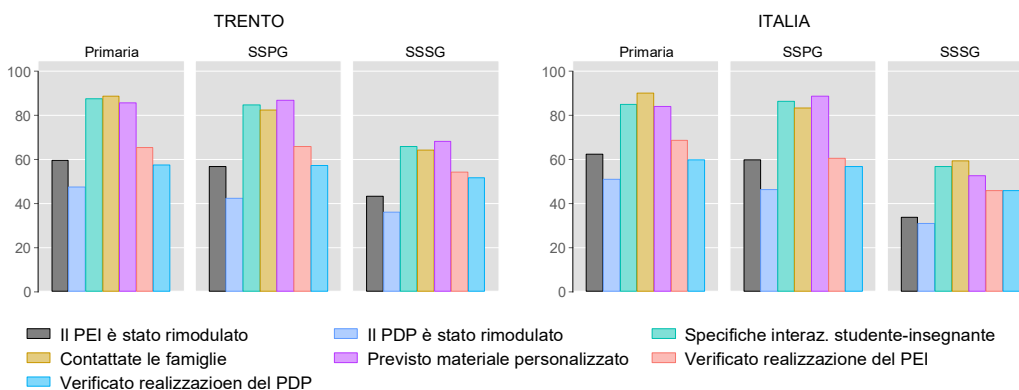 TRENTO ITALIA
Primaria SSPG SSSG Primaria SSPG SSSG
100 100
80 80
60 60
40 40
20 20
0 0
Il PEI è stato rimodulato Il PDP è stato rimodulato Specifiche interaz. studente-insegnante
Contattate le famiglie Previsto materiale personalizzato Verificato realizzazione del PEI
Verificato realizzazioen del PDP